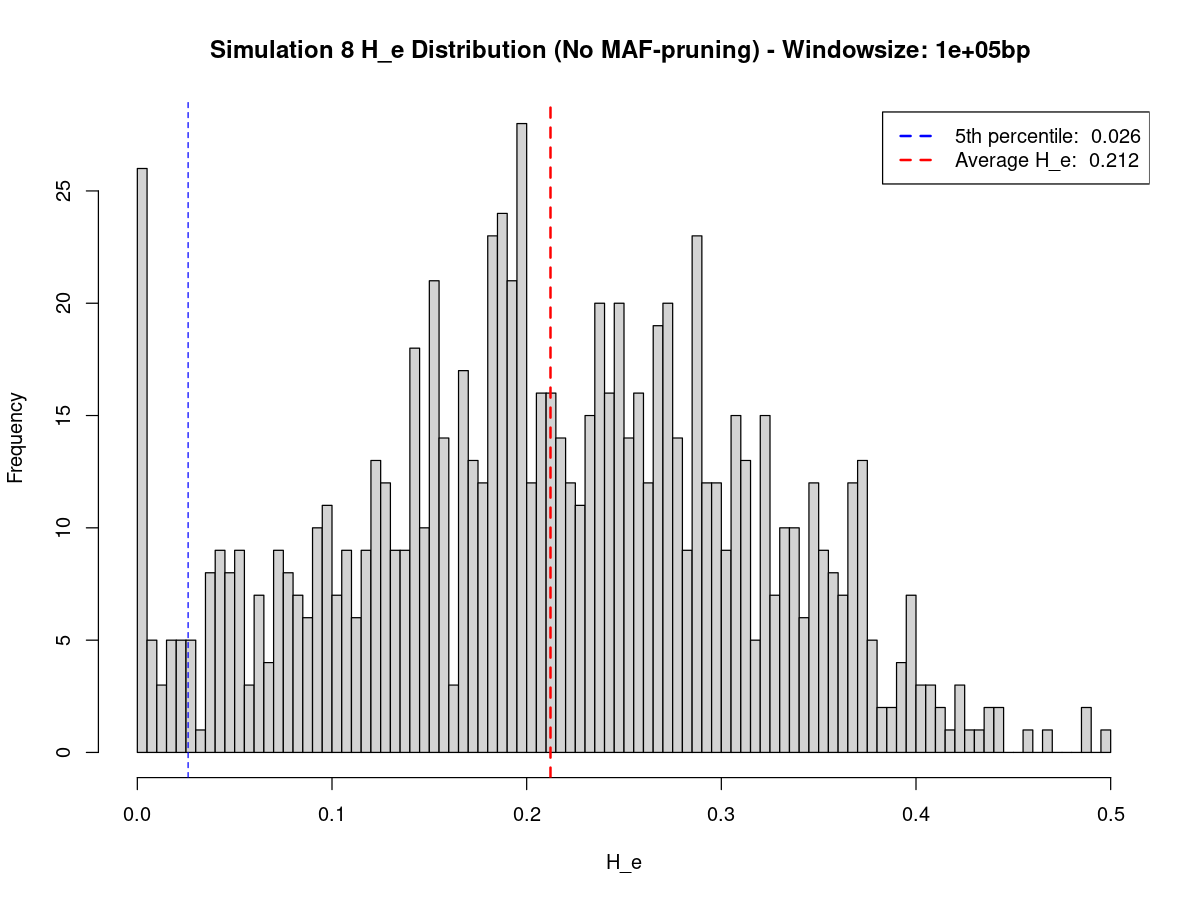 Simulation 8 H_e Distribution (No MAF-pruning) - Windowsize: 1e+05bp
5th percentile:  0.026
Average H_e:  0.212
Frequency
25
20
15
10
5
0
0.0 0.1 0.2 0.3 0.4 0.5
H_e